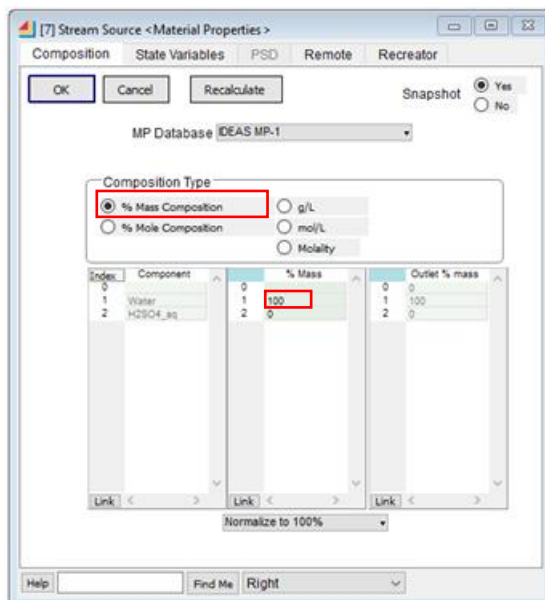 [7] Stream Source <Material Properties>
Composition State Variables PSD Remote Recreator
OK Cancel Recalculate Snapshot Yes
No
MP Database IDEAS MP-1
Composition Type
% Mass Composition g/L
% Mole Composition mol/L
Molality
Index Component % Mass Outlet % mass
0 0 0 0
1 Water 1 100 1 100
2 H2SO4_aq 2 0 2 0
Link Link Link
Normalize to 100%
Help Find Me Right